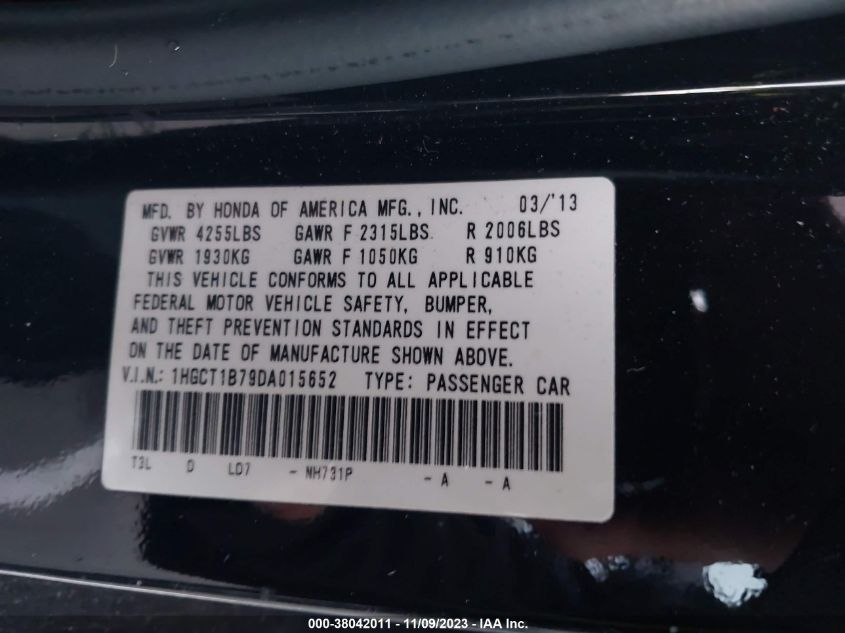 MFD. BY HONDA OF AMERICA MFG., INC. 03/'13
GVWR 4255LBS GAWR F 2315LBS R 2006LBS
GVWR 1930KG GAWR F 1050KG R 910KG
THIS VEHICLE CONFORMS TO ALL APPLICABLE
FEDERAL MOTOR VEHICLE SAFETY, BUMPER,
AND THEFT PREVENTION STANDARDS IN EFFECT
ON THE DATE OF MANUFACTURE SHOWN ABOVE.
V.I.N.: 1HGCT1B79DA015652 TYPE: PASSENGER CAR
T3L D LD7 - NH731P - A - A
000-38042011 - 11/09/2023 - IAA Inc.